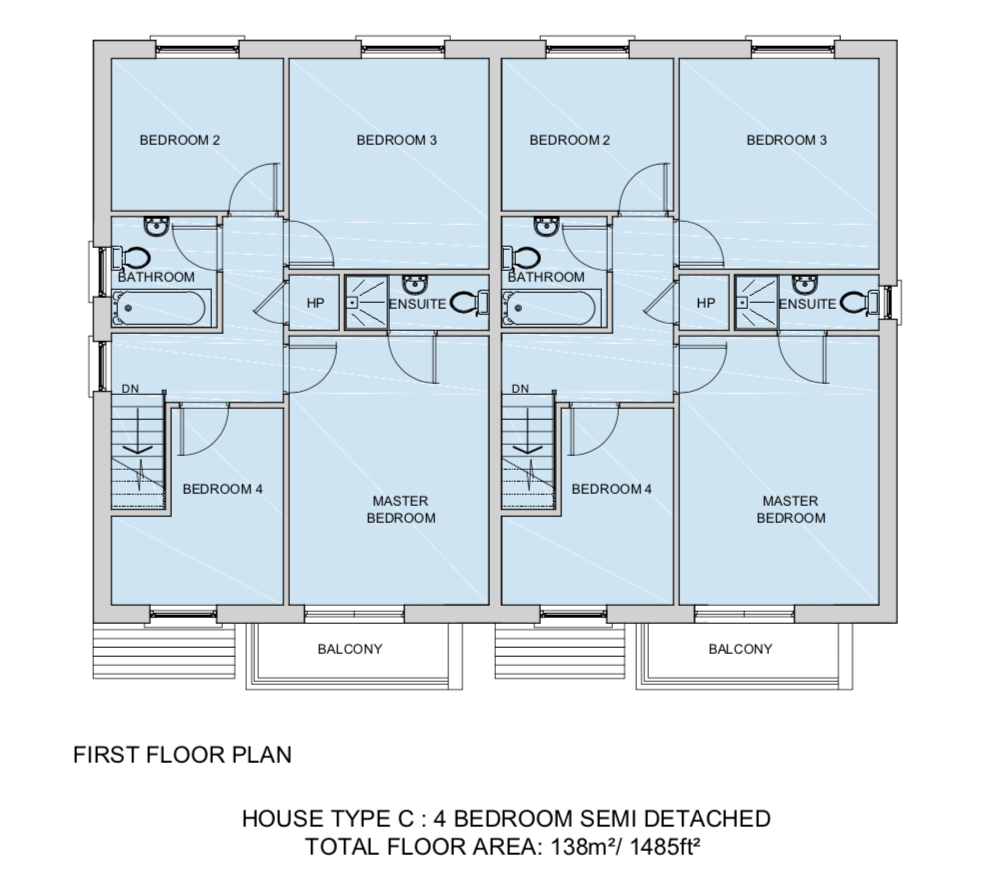 BEDROOM 2
BEDROOM 3
BEDROOM 2
BEDROOM 3
BATHROOM
HP
ENSUITE
BATHROOM
HP
ENSUITE
DN
DN
BEDROOM 4
MASTER
BEDROOM
BEDROOM 4
MASTER
BEDROOM
BALCONY
BALCONY
FIRST FLOOR PLAN
HOUSE TYPE C : 4 BEDROOM SEMI DETACHED
TOTAL FLOOR AREA: 138m²/ 1485ft²